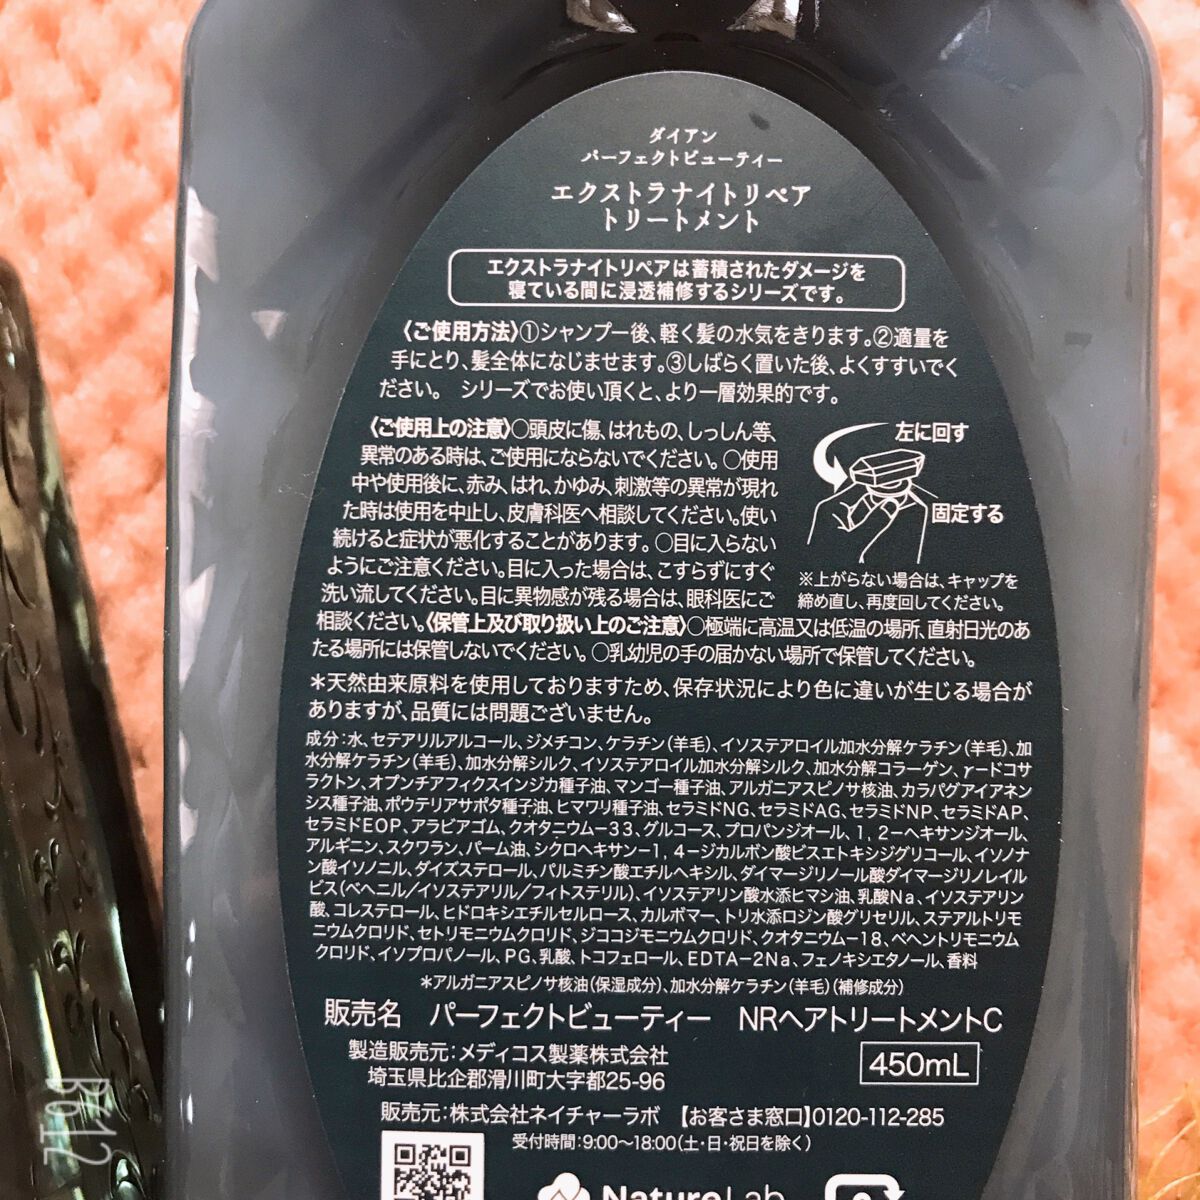 ダイアン
パーフェクトビューティー
エクストラナイトリペア
トリートメント
エクストラナイトリペアは蓄積されたダメージを
寝ている間に浸透補修するシリーズです。
〈ご使用方法〉①シャンプー後、軽く髪の水気をきります。②適量を
手にとり、髪全体になじませます。③しばらく置いた後、よくすすいでく
ださい。 シリーズでお使い頂くと、より一層効果的です。
〈ご使用上の注意〉○頭皮に傷、はれもの、しっしん等、
異常のある時は、ご使用にならないでください。○使用
中や使用後に、赤み、はれ、かゆみ、刺激等の異常が現れ
た時は使用を中止し、皮膚科医へ相談してください。使い
続けると症状が悪化することがあります。○目に入らない
ようにご注意ください。目に入った場合は、こすらずにすぐ
洗い流してください。目に異物感が残る場合は、眼科医にご
相談ください。〈保管上及び取り扱い上のご注意〉○極端に高温又は低温の場所、直射日光のあ
たる場所には保管しないでください。○乳幼児の手の届かない場所で保管してください。
左に回す
固定する
※上がらない場合は、キャップを
締め直し、再度回してください。
＊天然由来原料を使用しておりますため、保存状況により色に違いが生じる場合が
ありますが、品質には問題ございません。
成分：水、セテアリルアルコール、ジメチコン、ケラチン（羊毛）、イソステアロイル加水分解ケラチン（羊毛）、加
水分解ケラチン（羊毛）、加水分解シルク、イソステアロイル加水分解シルク、加水分解コラーゲン、γードコサ
ラクトン、オプンチアフィクスインジカ種子油、マンゴー種子油、アルガニアスピノサ核油、カラパグアイアネン
シス種子油、ポウテリアサポタ種子油、ヒマワリ種子油、セラミドNG、セラミドAG、セラミドNP、セラミドAP、
セラミドEOP、アラビアゴム、クオタニウム－33、グルコース、プロパンジオール、1，2－ヘキサンジオール、
アルギニン、スクワラン、パーム油、シクロヘキサン－1，4－ジカルボン酸ビスエトキシジグリコール、イソノナ
ン酸イソノニル、ダイズステロール、パルミチン酸エチルヘキシル、ダイマージリノール酸ダイマージリノレイル
ビス（ベヘニル／イソステアリル／フィトステリル）、イソステアリン酸水添ヒマシ油、乳酸Na、イソステアリン
酸、コレステロール、ヒドロキシエチルセルロース、カルボマー、トリ水添ロジン酸グリセリル、ステアルトリモ
ニウムクロリド、セトリモニウムクロリド、ジココジモニウムクロリド、クオタニウム－18、ベヘントリモニウム
クロリド、イソプロパノール、PG、乳酸、トコフェロール、EDTA－2Na、フェノキシエタノール、香料
＊アルガニアスピノサ核油（保湿成分）、加水分解ケラチン（羊毛）（補修成分）
販売名 パーフェクトビューティー NRヘアトリートメントC
製造販売元：メディコス製薬株式会社
埼玉県比企郡滑川町大字都25-96
450mL
販売元：株式会社ネイチャーラボ 【お客さま窓口】0120-112-285
受付時間：9:00～18:00（土・日・祝日を除く）
NatureLab